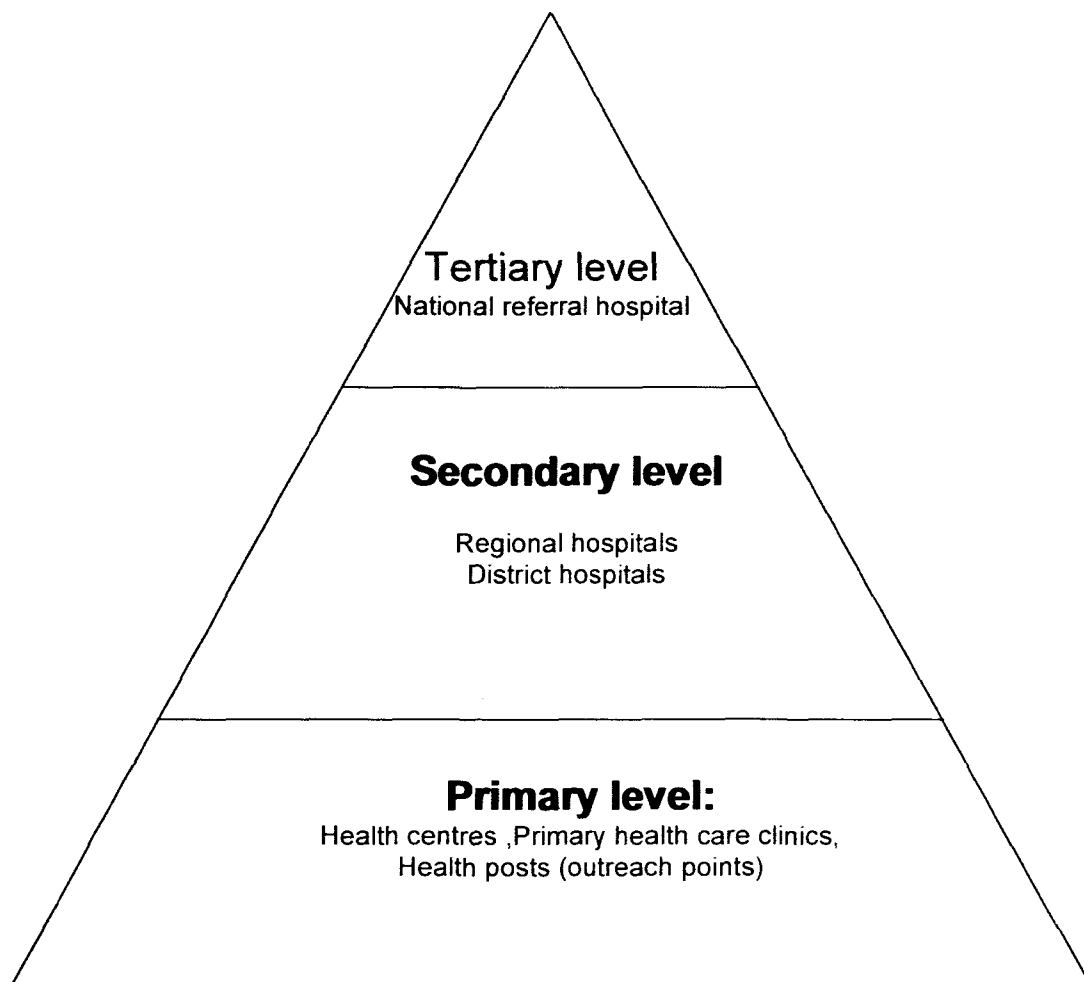 Tertiary level
National referral hospital
Secondary level
Regional hospitals
District hospitals
Primary level:
Health centres ,Primary health care clinics,
Health posts (outreach points)